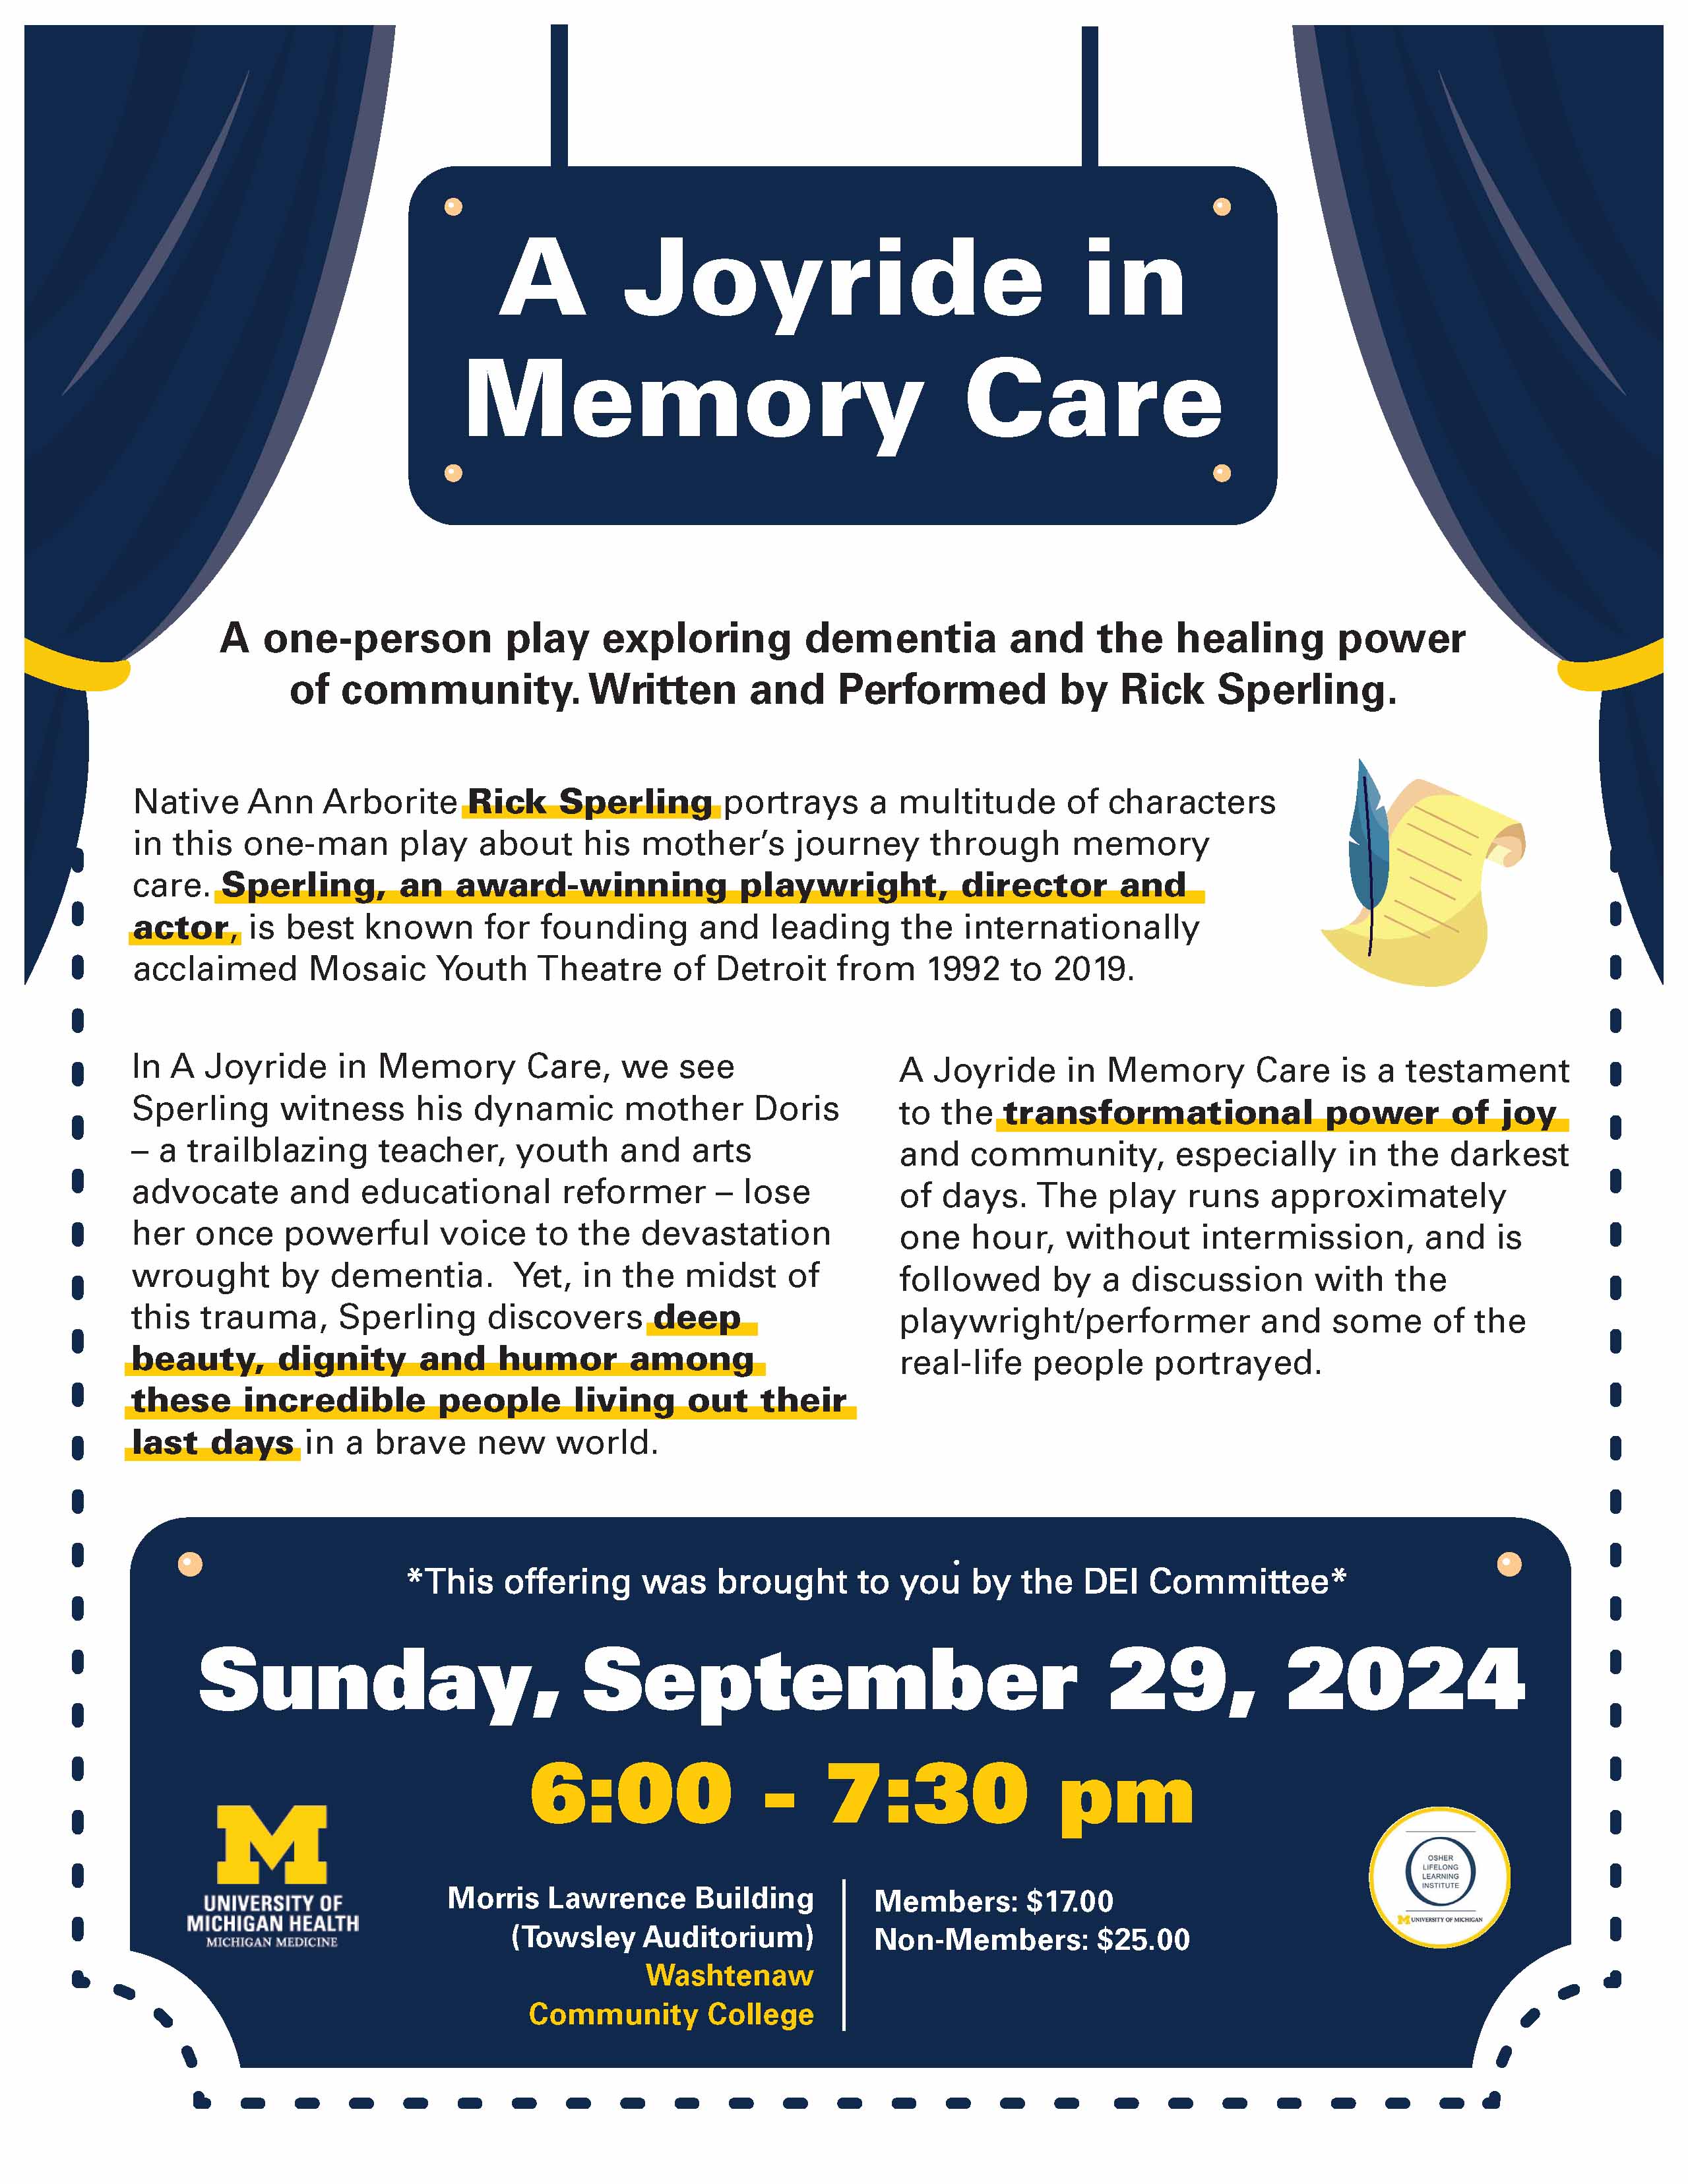 A Joyride in
Memory Care
A one-person play exploring dementia and the healing power
of community. Written and Performed by Rick Sperling.
Native Ann Arborite Rick Sperling portrays a multitude of characters
in this one-man play about his mother’s journey through memory
care. Sperling, an award-winning playwright, director and
actor, is best known for founding and leading the internationally
acclaimed Mosaic Youth Theatre of Detroit from 1992 to 2019.
In A Joyride in Memory Care, we see
Sperling witness his dynamic mother Doris
– a trailblazing teacher, youth and arts
advocate and educational reformer – lose
her once powerful voice to the devastation
wrought by dementia.  Yet, in the midst of
this trauma, Sperling discovers deep
beauty, dignity and humor among
these incredible people living out their
last days in a brave new world.
A Joyride in Memory Care is a testament
to the transformational power of joy
and community, especially in the darkest
of days. The play runs approximately
one hour, without intermission, and is
followed by a discussion with the
playwright/performer and some of the
real-life people portrayed.
*This offering was brought to you by the DEI Committee*
Sunday, September 29, 2024
6:00 - 7:30 pm
M
UNIVERSITY OF
MICHIGAN HEALTH
MICHIGAN MEDICINE
Morris Lawrence Building
(Towsley Auditorium)
Washtenaw
Community College
Members: $17.00
Non-Members: $25.00
OSHER
LIFELONG
LEARNING
INSTITUTE
M UNIVERSITY OF MICHIGAN